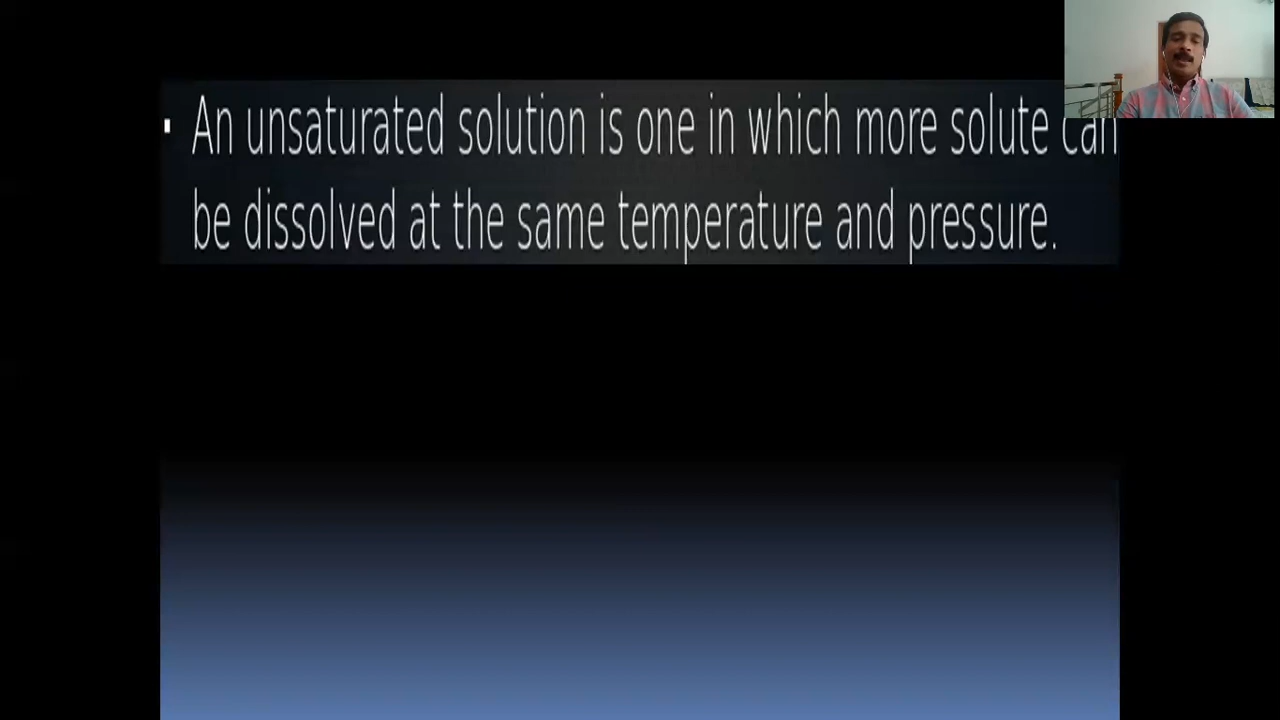 ▪ An unsaturated solution is one in which more solute can
be dissolved at the same temperature and pressure.